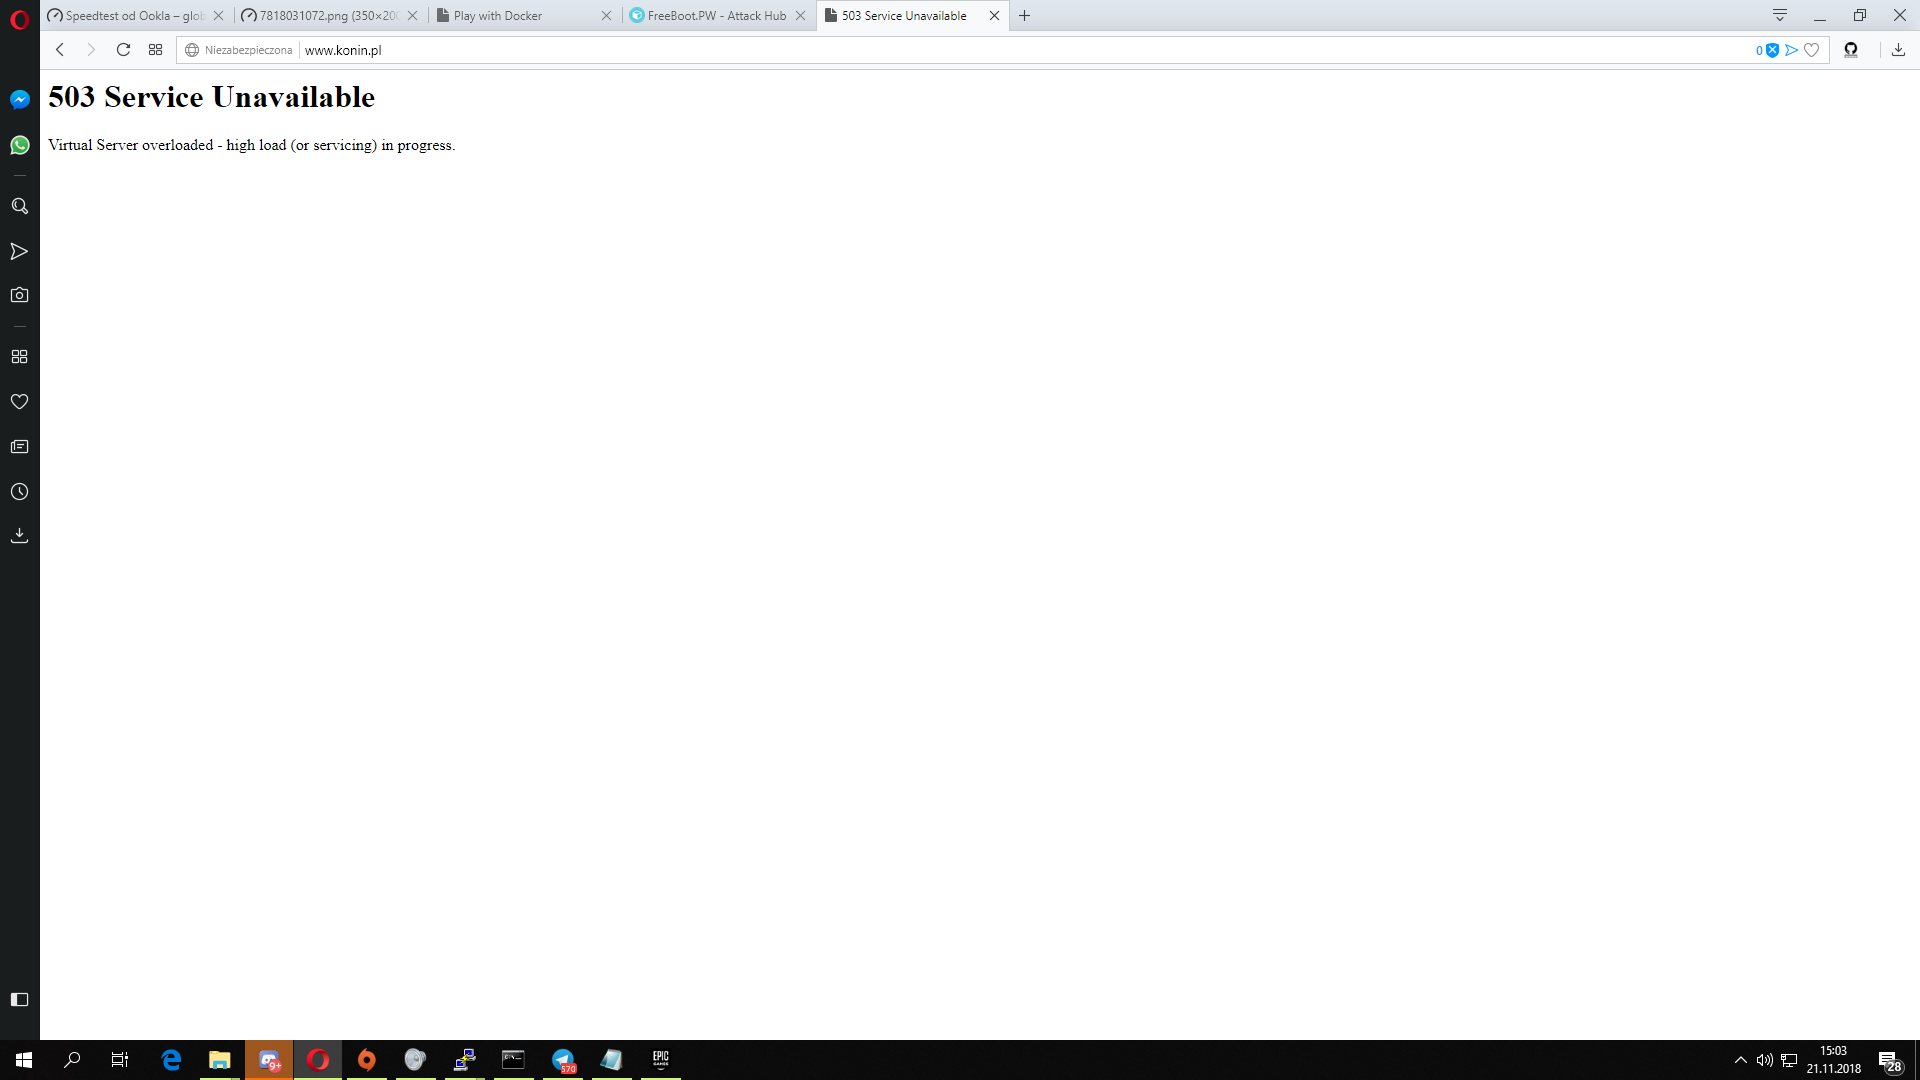 Speedtest od Ookla – glob
7818031072.png (350×200
Play with Docker
FreeBoot.PW - Attack Hub
503 Service Unavailable
Niezabezpieczona
www.konin.pl
0
503 Service Unavailable
Virtual Server overloaded - high load (or servicing) in progress.
9+
570
EPIC
GAMES
15:03
21.11.2018
28